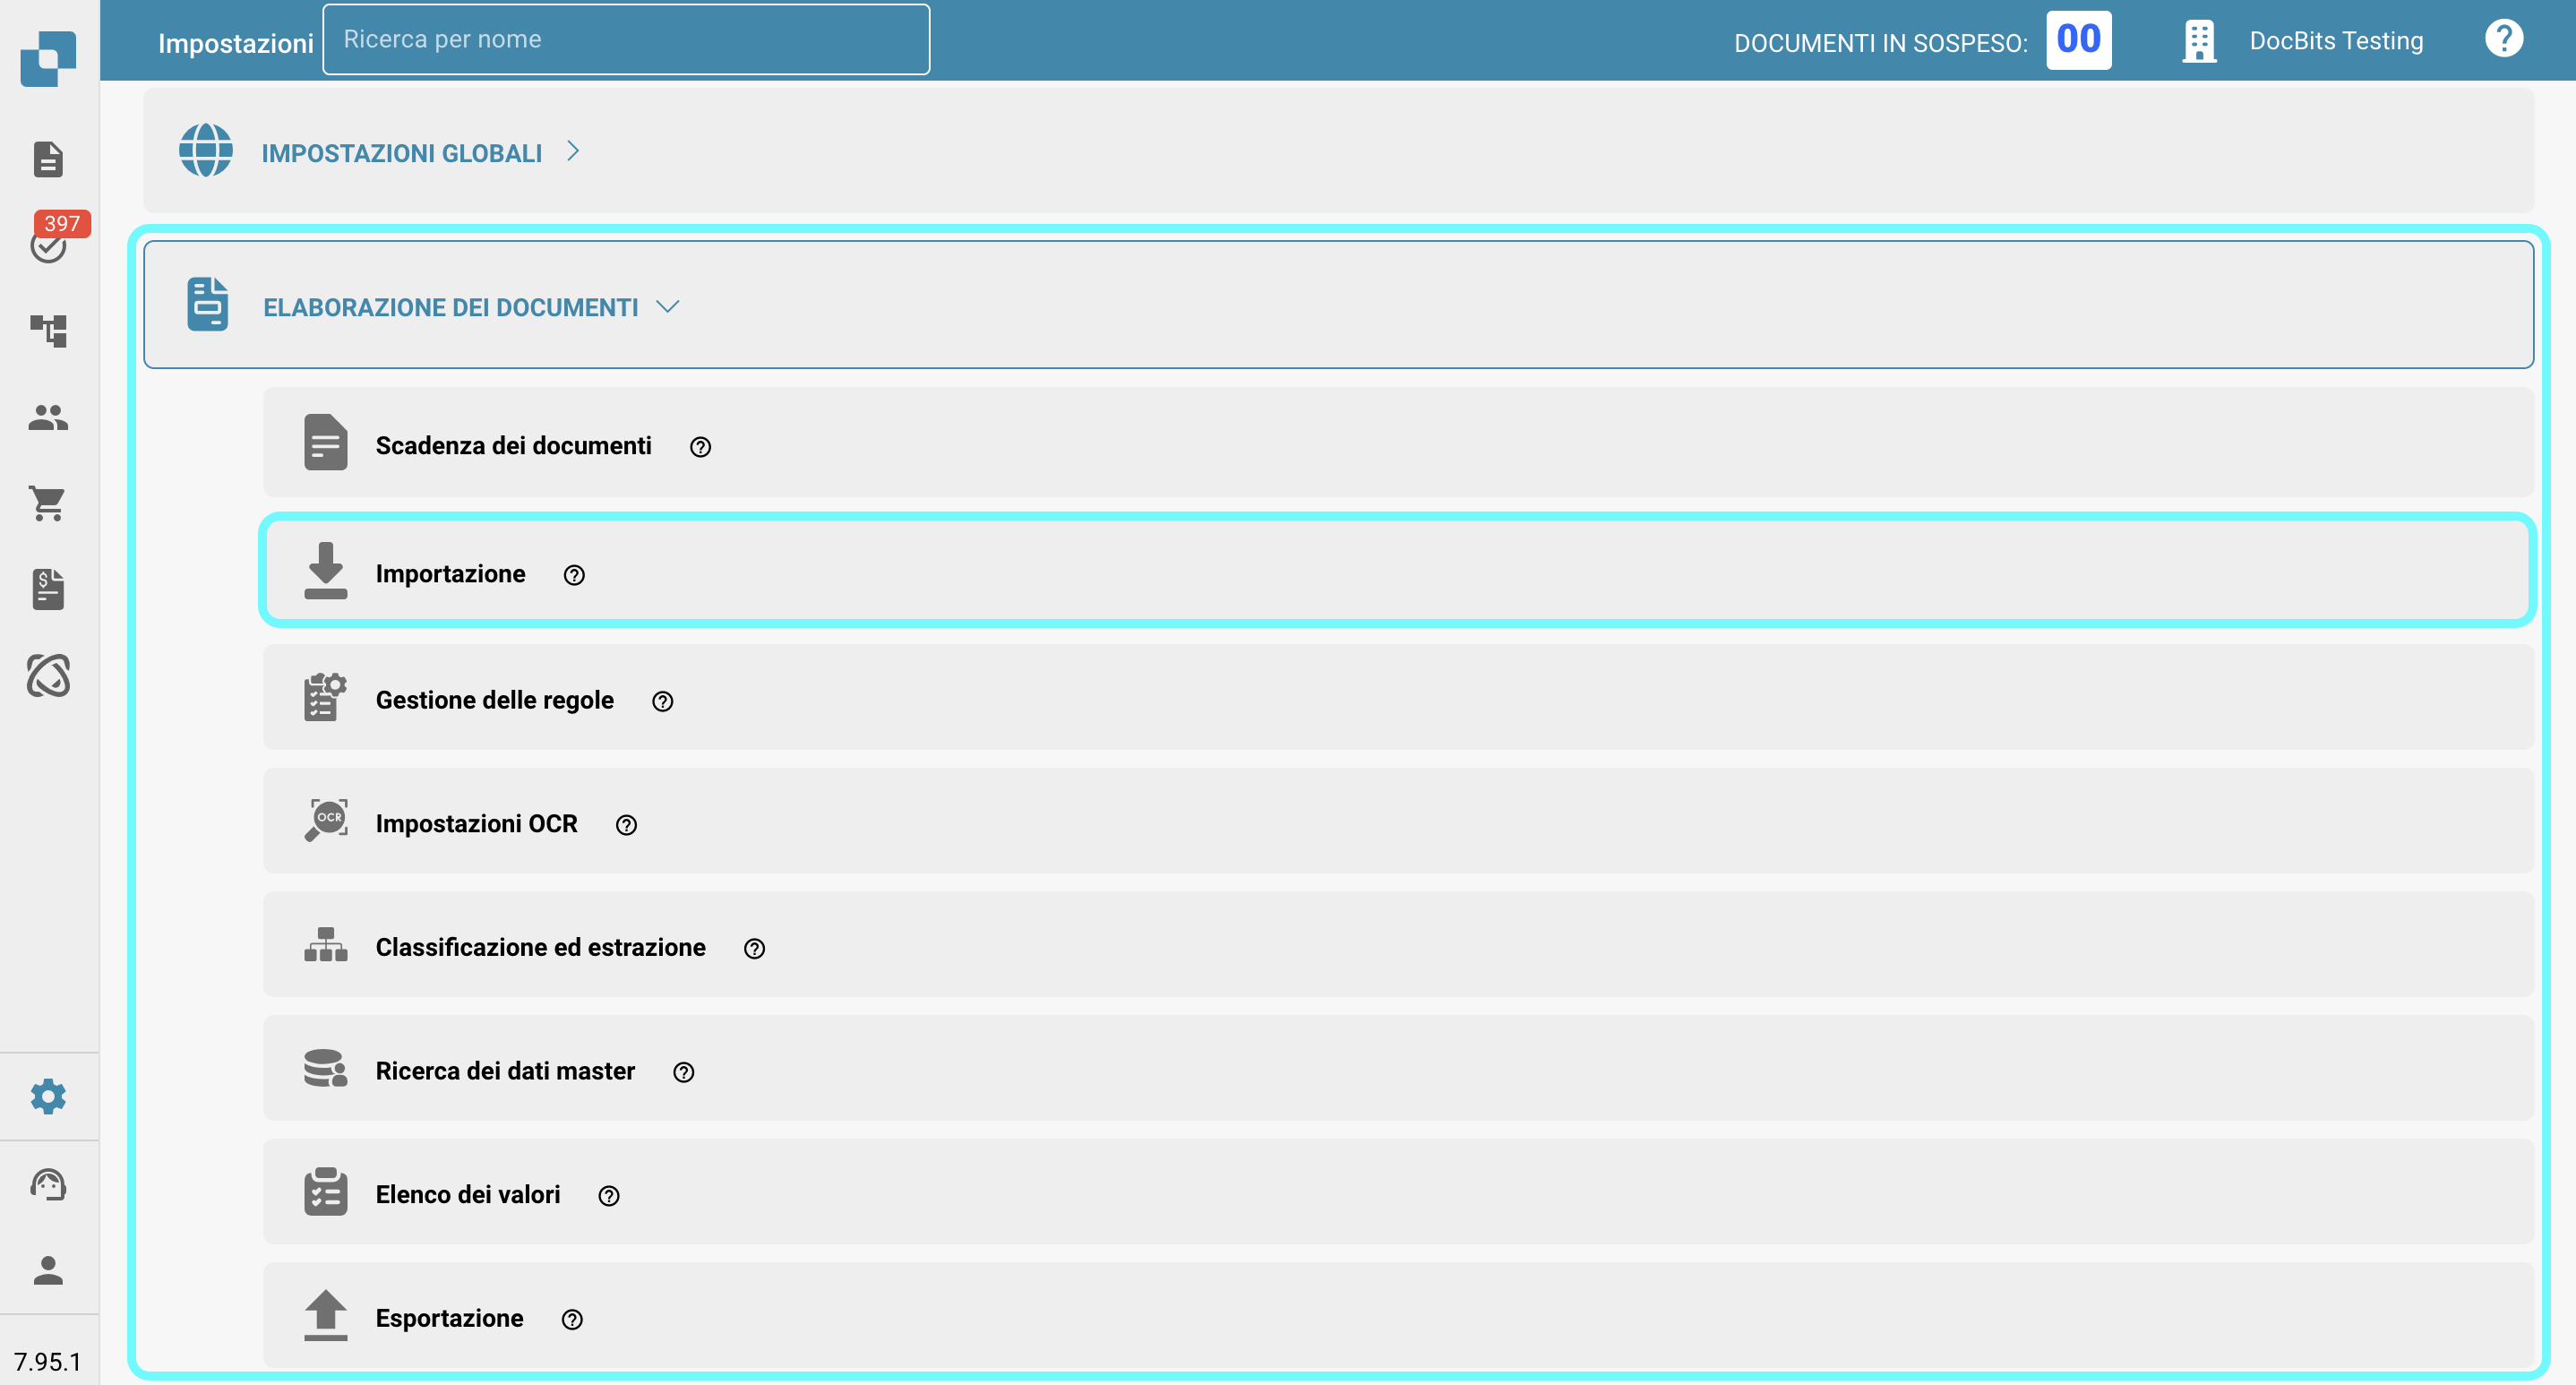 Impostazioni
Ricerca per nome
DOCUMENTI IN SOSPESO: 00
DocBits Testing
?
397
IMPOSTAZIONI GLOBALI
ELABORAZIONE DEI DOCUMENTI
Scadenza dei documenti ?
Importazione ?
Gestione delle regole ?
OCR
Impostazioni OCR ?
Classificazione ed estrazione ?
Ricerca dei dati master ?
Elenco dei valori ?
Esportazione ?
$
7.95.1